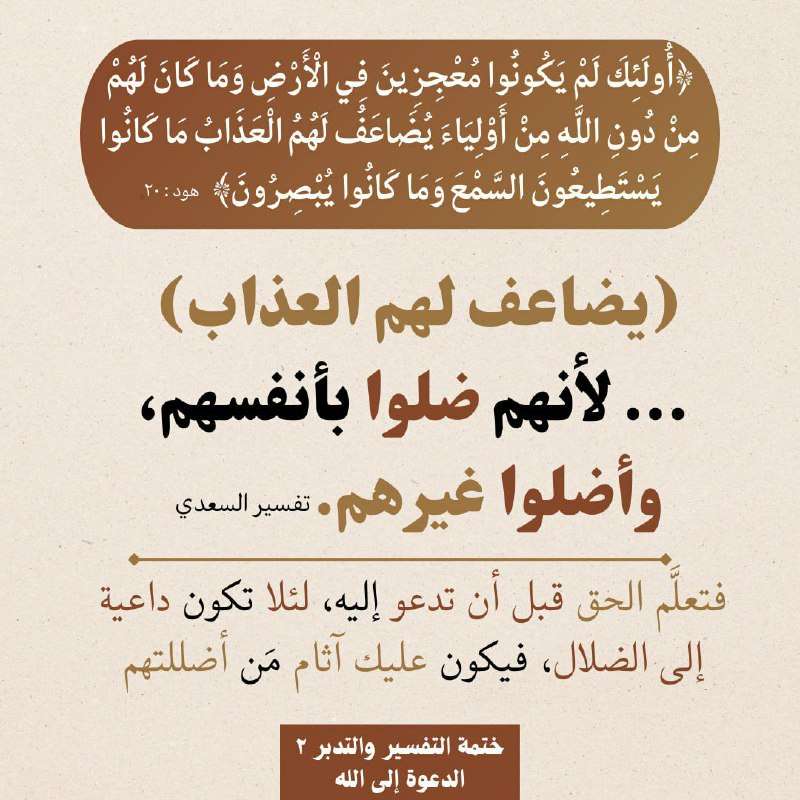 ﴿أُولَئِكَ لَمْ يَكُونُوا مُعْجِزِينَ فِي الْأَرْضِ وَمَا كَانَ لَهُمْ
مِنْ دُونِ اللَّهِ مِنْ أَوْلِيَاءَ يُضَاعَفُ لَهُمُ الْعَذَابُ مَا كَانُوا
يَسْتَطِيعُونَ السَّمْعَ وَمَا كَانُوا يُبْصِرُونَ﴾ هود: ٢٠
(يضاعف لهم العذاب)
... لأنهم ضلوا بأنفسهم،
وأضلوا غيرهم. تفسير السعدي
فتعلَّم الحق قبل أن تدعو إليه، لئلا تكون داعية
إلى الضلال، فيكون عليك آثام مَن أضللتهم
ختمة التفسير والتدبر ٢
الدعوة إلى الله